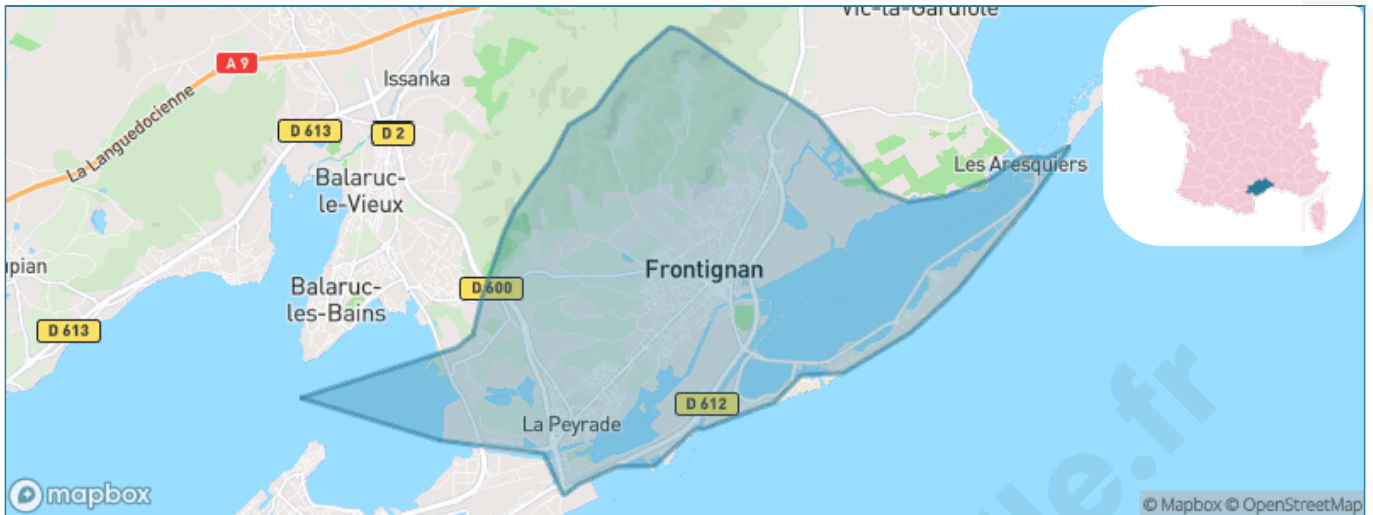 Vic-la-Gardiole
A 9
Issanka
La Languedocienne
D 613
D 2
Les Aresquiers
Balaruc-
le-Vieux
Frontignan
Balaruc-
les-Bains
D 600
D 613
D 612
La Peyrade
mapbox
© Mapbox © OpenStreetMap